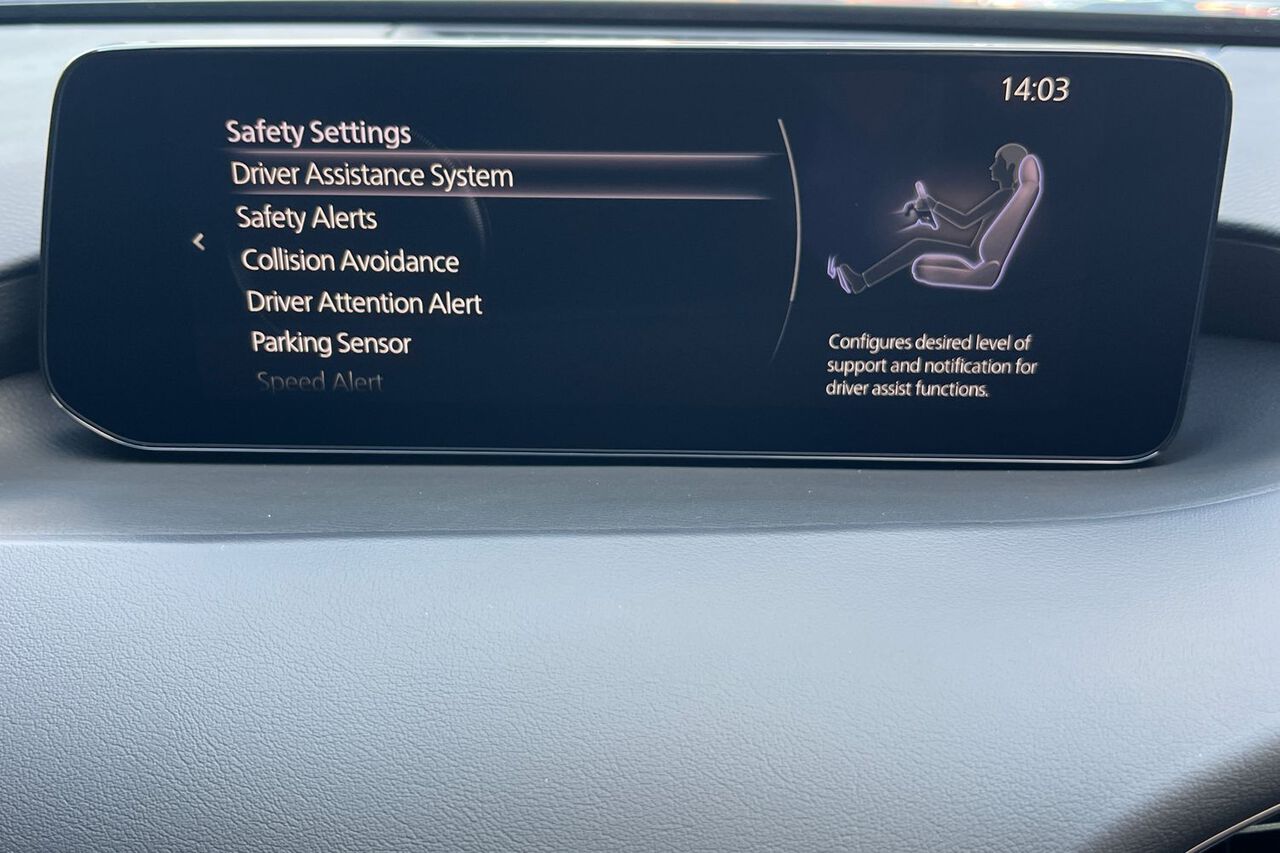 14:03
Safety Settings
Driver Assistance System
Safety Alerts
Collision Avoidance
Driver Attention Alert
Parking Sensor
Speed Alert
Configures desired level of
support and notification for
driver assist functions.